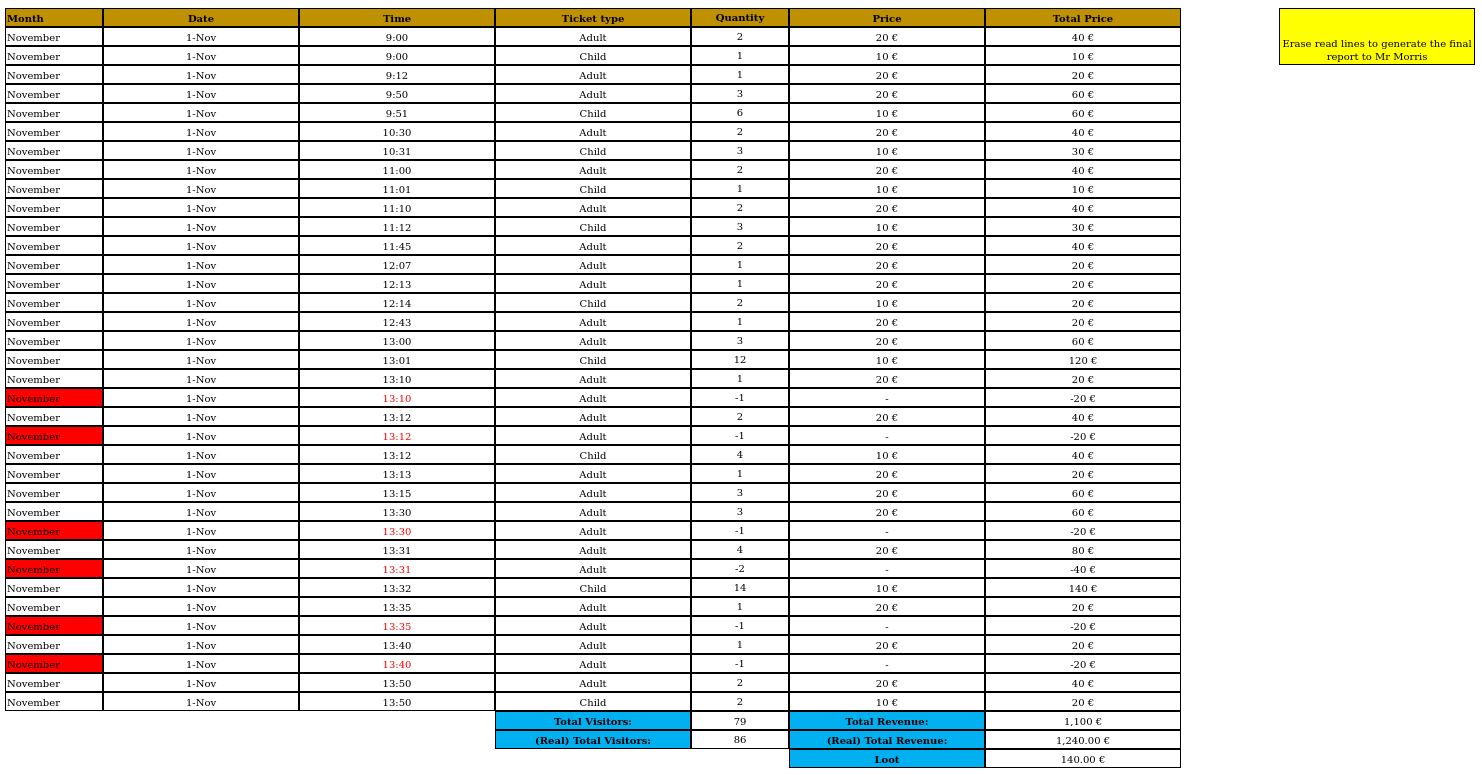 Month Date Time Ticket type Quantity Price Total Price
November 1-Nov 9:00 Adult 2 20 € 40 €
November 1-Nov 9:00 Child 1 10 € 10 €
November 1-Nov 9:12 Adult 1 20 € 20 €
November 1-Nov 9:50 Adult 3 20 € 60 €
November 1-Nov 9:51 Child 6 10 € 60 €
November 1-Nov 10:30 Adult 2 20 € 40 €
November 1-Nov 10:31 Child 3 10 € 30 €
November 1-Nov 11:00 Adult 2 20 € 40 €
November 1-Nov 11:01 Child 1 10 € 10 €
November 1-Nov 11:10 Adult 2 20 € 40 €
November 1-Nov 11:12 Child 3 10 € 30 €
November 1-Nov 11:45 Adult 2 20 € 40 €
November 1-Nov 12:07 Adult 1 20 € 20 €
November 1-Nov 12:13 Adult 1 20 € 20 €
November 1-Nov 12:14 Child 2 10 € 20 €
November 1-Nov 12:43 Adult 1 20 € 20 €
November 1-Nov 13:00 Adult 3 20 € 60 €
November 1-Nov 13:01 Child 12 10 € 120 €
November 1-Nov 13:10 Adult 1 20 € 20 €
November 1-Nov 13:10 Adult -1 - -20 €
November 1-Nov 13:12 Adult 2 20 € 40 €
November 1-Nov 13:12 Adult -1 - -20 €
November 1-Nov 13:12 Child 4 10 € 40 €
November 1-Nov 13:13 Adult 1 20 € 20 €
November 1-Nov 13:15 Adult 3 20 € 60 €
November 1-Nov 13:30 Adult 3 20 € 60 €
November 1-Nov 13:30 Adult -1 - -20 €
November 1-Nov 13:31 Adult 4 20 € 80 €
November 1-Nov 13:31 Adult -2 - -40 €
November 1-Nov 13:32 Child 14 10 € 140 €
November 1-Nov 13:35 Adult 1 20 € 20 €
November 1-Nov 13:35 Adult -1 - -20 €
November 1-Nov 13:40 Adult 1 20 € 20 €
November 1-Nov 13:40 Adult -1 - -20 €
November 1-Nov 13:50 Adult 2 20 € 40 €
November 1-Nov 13:50 Child 2 10 € 20 €
Total Visitors: 79 Total Revenue: 1,100 €
(Real) Total Visitors: 86 (Real) Total Revenue: 1,240.00 €
Loot 140.00 €
Erase read lines to generate the final
report to Mr Morris